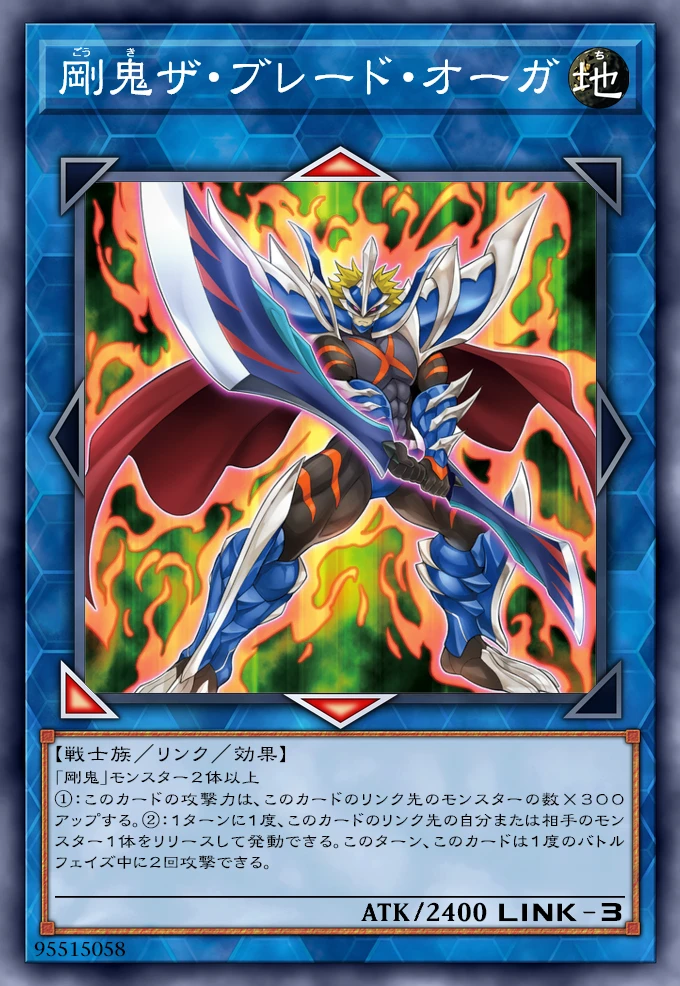 ごう き
剛鬼ザ・ブレード・オーガ
ち
地
【戦士族／リンク／効果】
「剛鬼」モンスター２体以上
①：このカードの攻撃力は、このカードのリンク先のモンスターの数×３００
アップする。②：１ターンに１度、このカードのリンク先の自分または相手のモン
スター１体をリリースして発動できる。このターン、このカードは１度のバトル
フェイズ中に２回攻撃できる。
ATK/2400 LINK-3
95515058